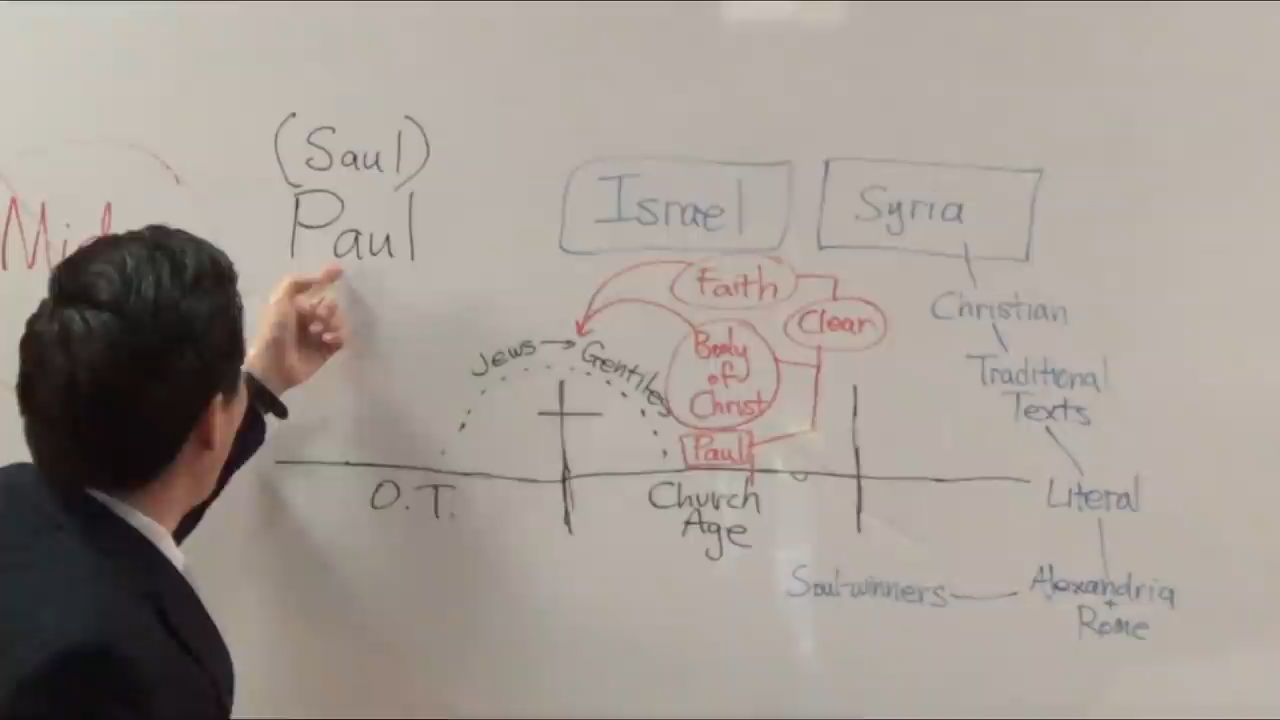 (Saul)
Paul
Israel
Syria
Faith
Clear
Christian
Jews → Gentiles
Body
of
Christ
Traditional
Texts
Paul
O.T.
Church
Age
Literal
Soul-winners
Alexandria
+
Rome